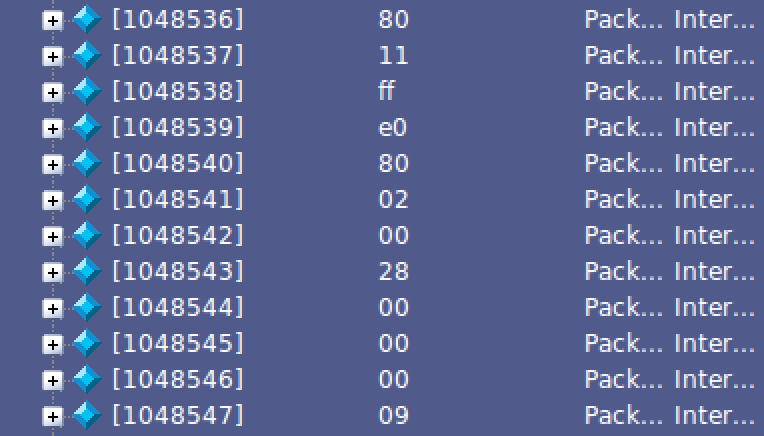 [1048536] 80 Pack... Inter...
[1048537] 11 Pack... Inter...
[1048538] ff Pack... Inter...
[1048539] e0 Pack... Inter...
[1048540] 80 Pack... Inter...
[1048541] 02 Pack... Inter...
[1048542] 00 Pack... Inter...
[1048543] 28 Pack... Inter...
[1048544] 00 Pack... Inter...
[1048545] 00 Pack... Inter...
[1048546] 00 Pack... Inter...
[1048547] 09 Pack... Inter...